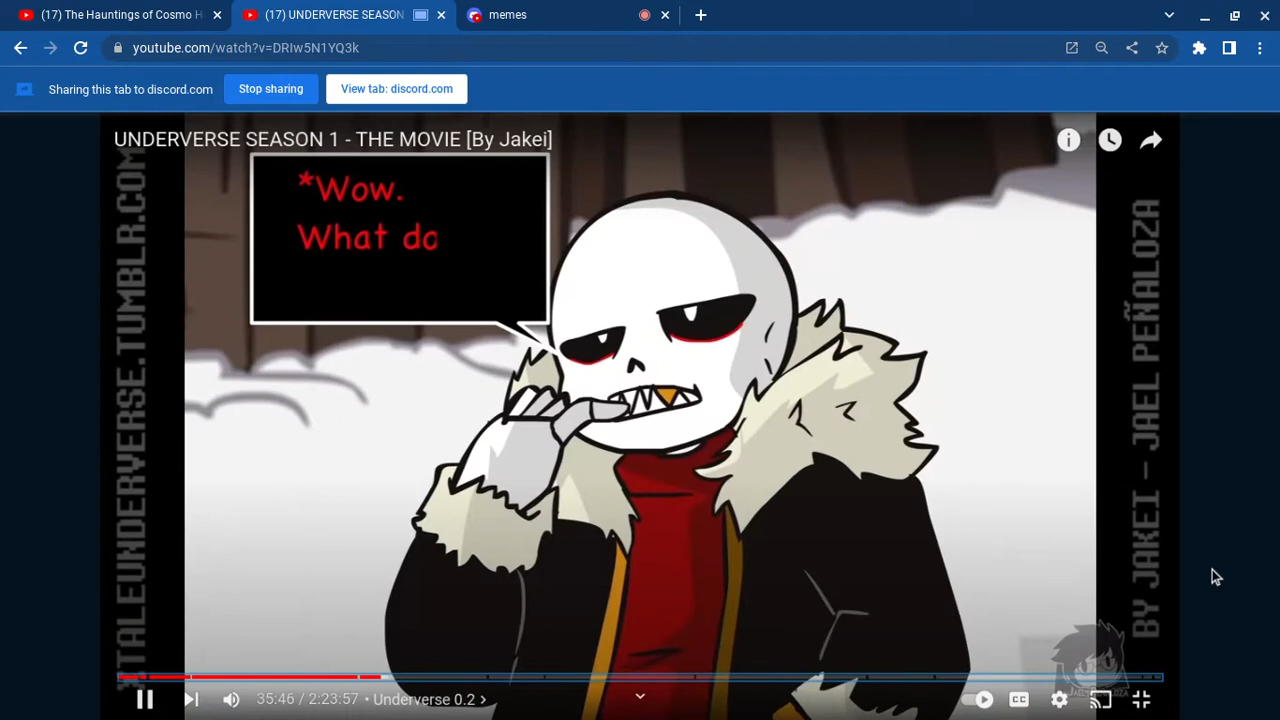 (17) The Hauntings of Cosmo H
(17) UNDERVERSE SEASON
memes
youtube.com/watch?v=DRIw5N1YQ3k
Sharing this tab to discord.com
Stop sharing
View tab: discord.com
UNDERVERSE SEASON 1 - THE MOVIE [By Jakei]
*Wow.
What do
XTALEUNDERVERSE.TUMBLR.COM
BY JAKEI - JAEL PEÑALOZA
35:46 / 2:23:57 • Underverse 0.2 >
CC